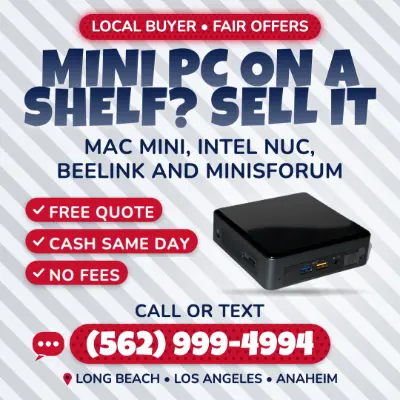 LOCAL BUYER • FAIR OFFERS
MINI PC ON A
SHELF? SELL IT
MAC MINI, INTEL NUC,
BEELINK AND MINISFORUM
FREE QUOTE
CASH SAME DAY
NO FEES
CALL OR TEXT
(562) 999-4994
LONG BEACH • LOS ANGELES • ANAHEIM